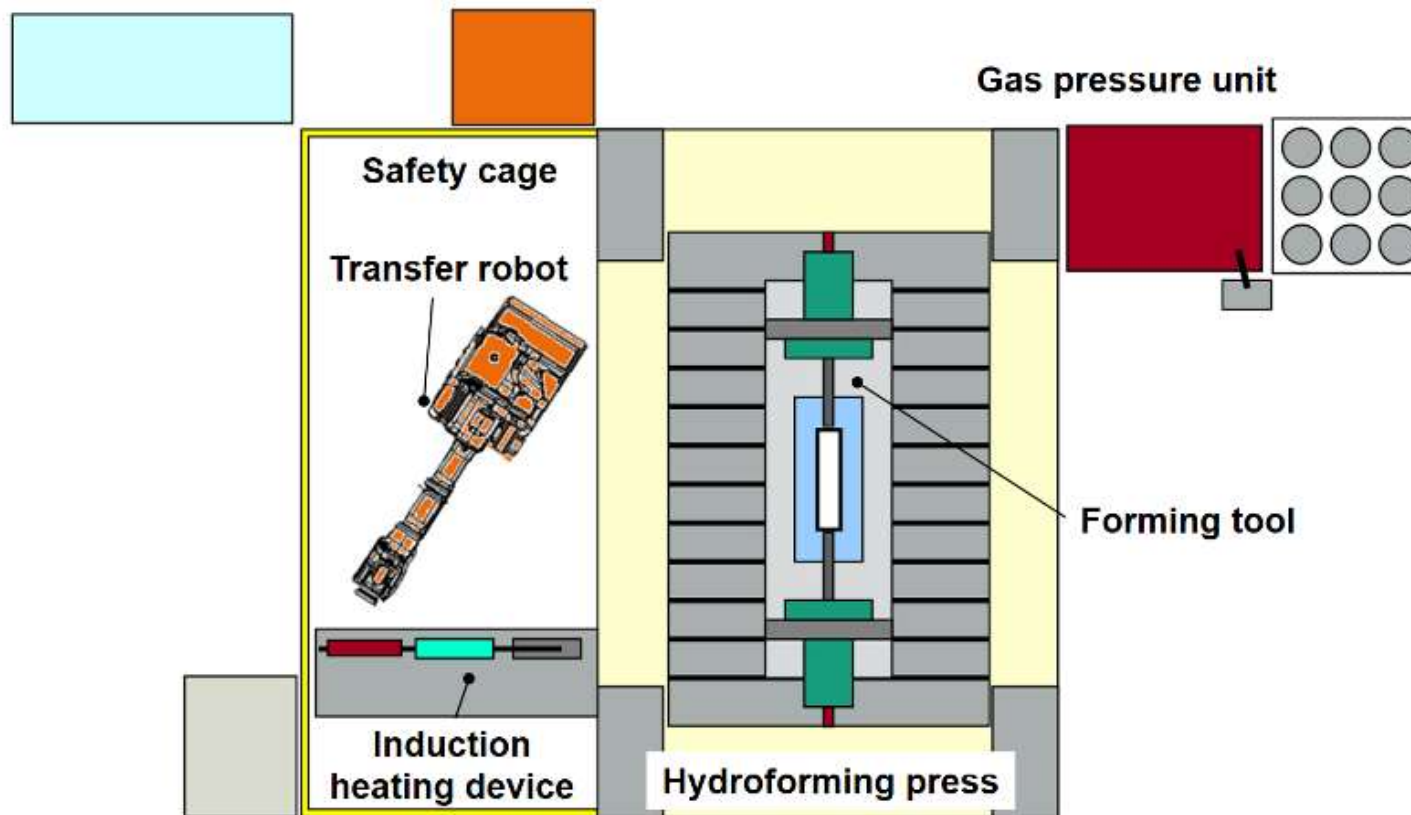 Gas pressure unit
Safety cage
Transfer robot
Forming tool
Induction
heating device
Hydroforming press